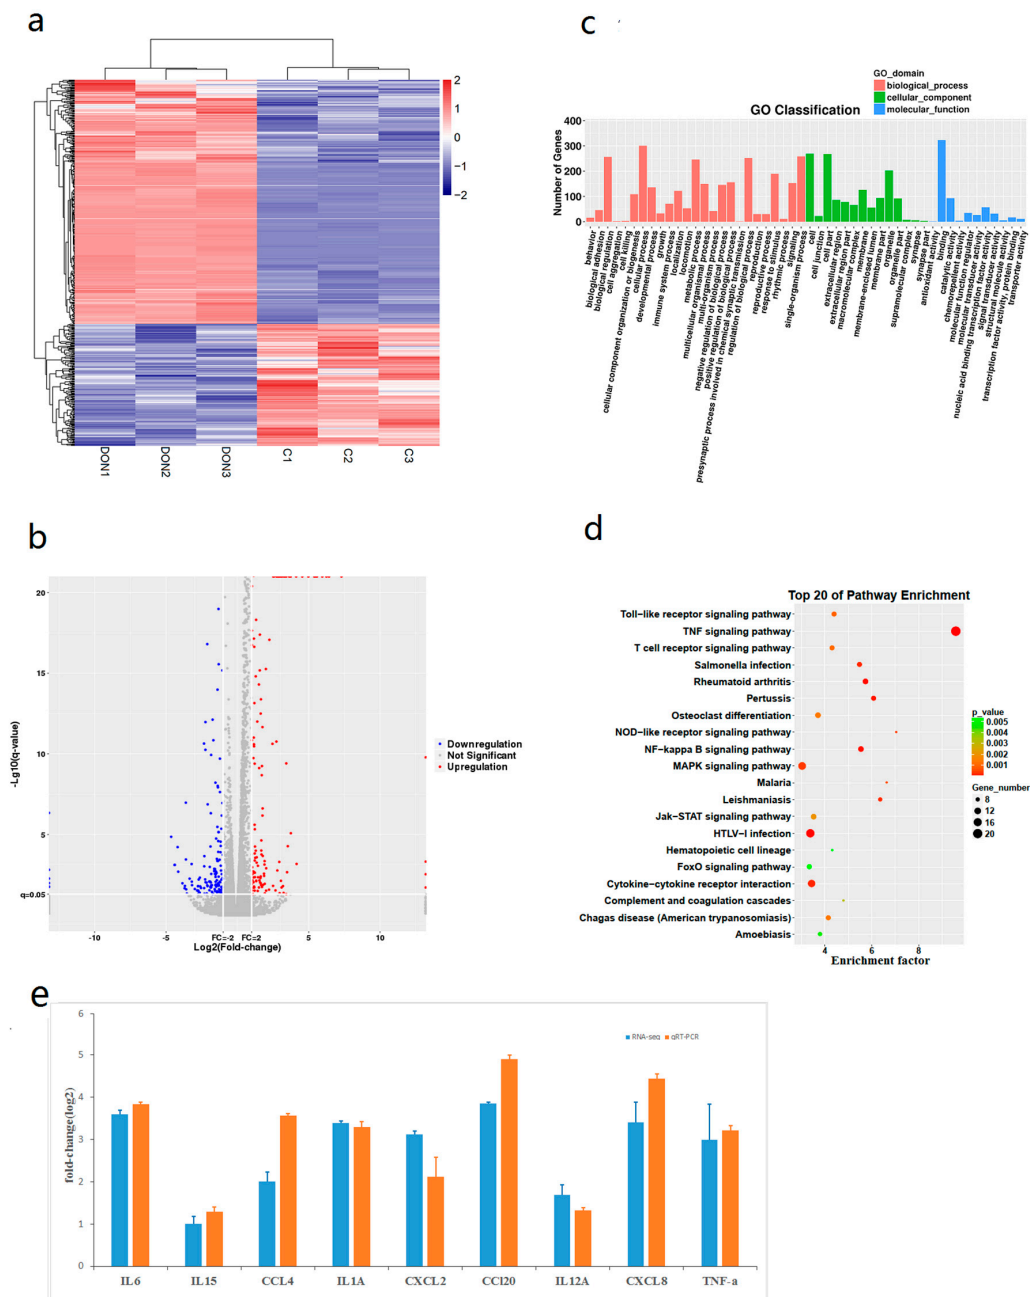 a
2
1
0
−1
−2
DON1
DON2
DON3
C1
C2
C3
b
20
15
10
5
q=0.05
-Lg10(q-value)
-10
-5
FC=-2
FC=2
5
10
Log2(Fold-change)
Downregulation
Not Significant
Upregulation
c
GO_domain
biological_process
cellular_component
molecular_function
GO Classification
Number of Genes
400
300
200
100
0
behavior
biological adhesion
biological regulation
cell aggregation
cell killing
cellular component organization or biogenesis
cellular process
developmental process
growth
immune system process
localization
locomotion
metabolic process
multicellular organismal process
multi-organism process
negative regulation of biological process
positive regulation of biological process
presynaptic process involved in chemical synaptic transmission
regulation of biological process
reproduction
reproductive process
response to stimulus
rhythmic process
signaling
single-organism process
cell
cell junction
cell part
extracellular region
extracellular region part
macromolecular complex
membrane
membrane-enclosed lumen
membrane part
organelle
organelle part
supramolecular complex
synapse
synapse part
antioxidant activity
binding
catalytic activity
chemorepellent activity
molecular function regulator
molecular transducer activity
nucleic acid binding transcription factor activity
signal transducer activity
structural molecule activity
transcription factor activity, protein binding
transporter activity
d
Top 20 of Pathway Enrichment
Toll−like receptor signaling pathway
TNF signaling pathway
T cell receptor signaling pathway
Salmonella infection
Rheumatoid arthritis
Pertussis
Osteoclast differentiation
NOD−like receptor signaling pathway
NF−kappa B signaling pathway
MAPK signaling pathway
Malaria
Leishmaniasis
Jak−STAT signaling pathway
HTLV−I infection
Hematopoietic cell lineage
FoxO signaling pathway
Cytokine−cytokine receptor interaction
Complement and coagulation cascades
Chagas disease (American trypanosomiasis)
Amoebiasis
4
6
8
Enrichment factor
p_value
0.005
0.004
0.003
0.002
0.001
Gene_number
8
12
16
20
e
fold-change(log2)
6
5
4
3
2
1
0
RNA-seq
qRT-PCR
IL6
IL15
CCL4
IL1A
CXCL2
CCl20
IL12A
CXCL8
TNF-a